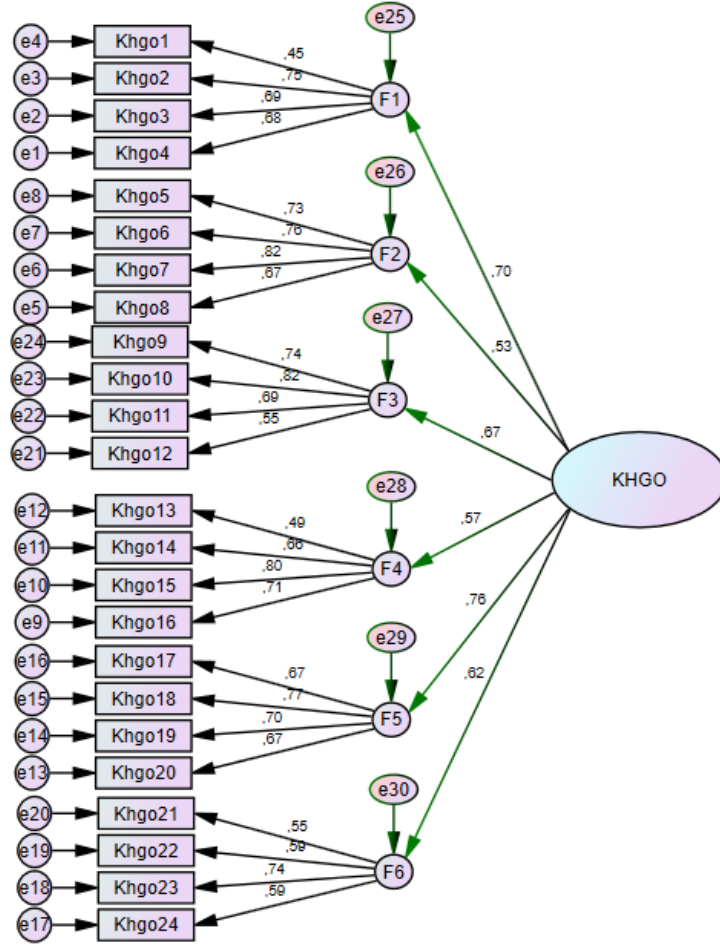 e25
e4 Khgo1 ,45
e3 Khgo2 ,75 F1
e2 Khgo3 ,69
e1 Khgo4 ,68
e26
e8 Khgo5 ,73
e7 Khgo6 ,76 F2
e6 Khgo7 ,82
e5 Khgo8 ,67
e27
e24 Khgo9 ,74
e23 Khgo10 ,82 F3
e22 Khgo11 ,69
e21 Khgo12 ,55
,70
,53
,67
KHGO
,57
,76
,62
e28
e12 Khgo13 ,49
e11 Khgo14 ,66 F4
e10 Khgo15 ,80
e9 Khgo16 ,71
e29
e16 Khgo17 ,67
e15 Khgo18 ,77 F5
e14 Khgo19 ,70
e13 Khgo20 ,67
e30
e20 Khgo21 ,55
e19 Khgo22 ,59 F6
e18 Khgo23 ,74
e17 Khgo24 ,59